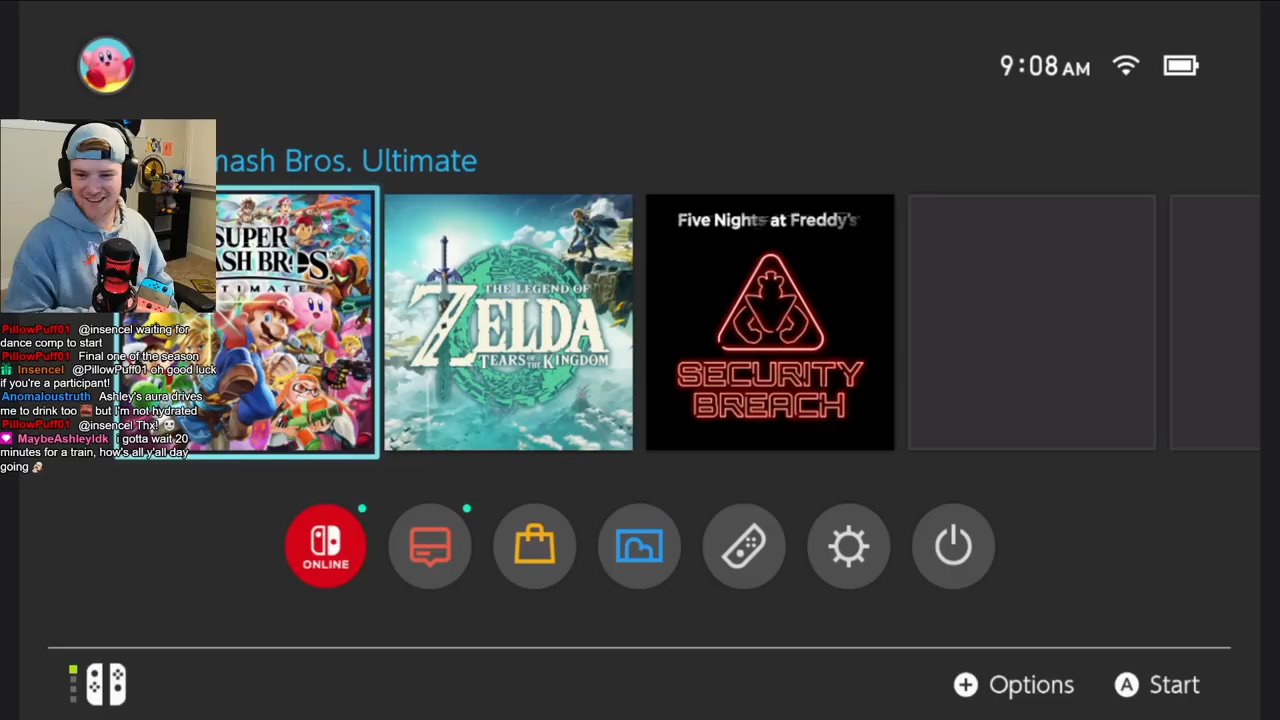 9:08 AM
mash Bros. Ultimate
SUPER
ASH BROS.
TIMATE
THE LEGEND OF
ZELDA
TEARS OF THE KINGDOM
Five Nights at Freddy's
SECURITY
BREACH
PillowPuff01 @insencel waiting for
dance comp to start
PillowPuff01 Final one of the season
Insencel @PillowPuff01 oh good luck
if you're a participant!
Anomaloustruth Ashley's aura drives
me to drink too but I'm not hydrated
PillowPuff01 @insencel Thx!
MaybeAshleyIdk i gotta wait 20
minutes for a train, how's all y'all day
going
ONLINE
+ Options
A Start